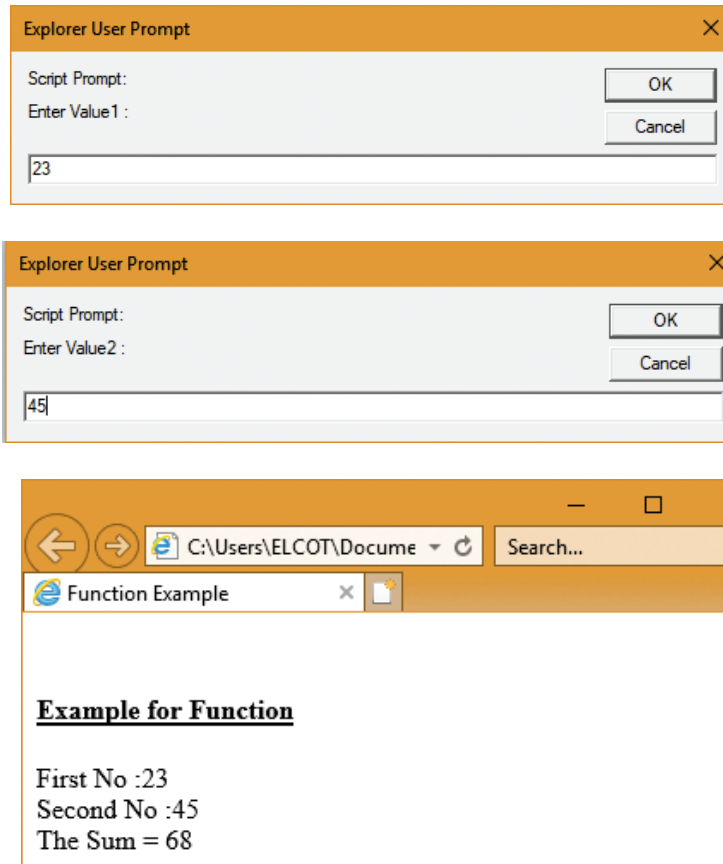 Explorer User Prompt
Script Prompt:
OK
Enter Value1 :
Cancel
23
Explorer User Prompt
Script Prompt:
OK
Enter Value2 :
Cancel
45
C:\Users\ELCOT\Docume
Search...
Function Example
Example for Function
First No :23
Second No :45
The Sum = 68